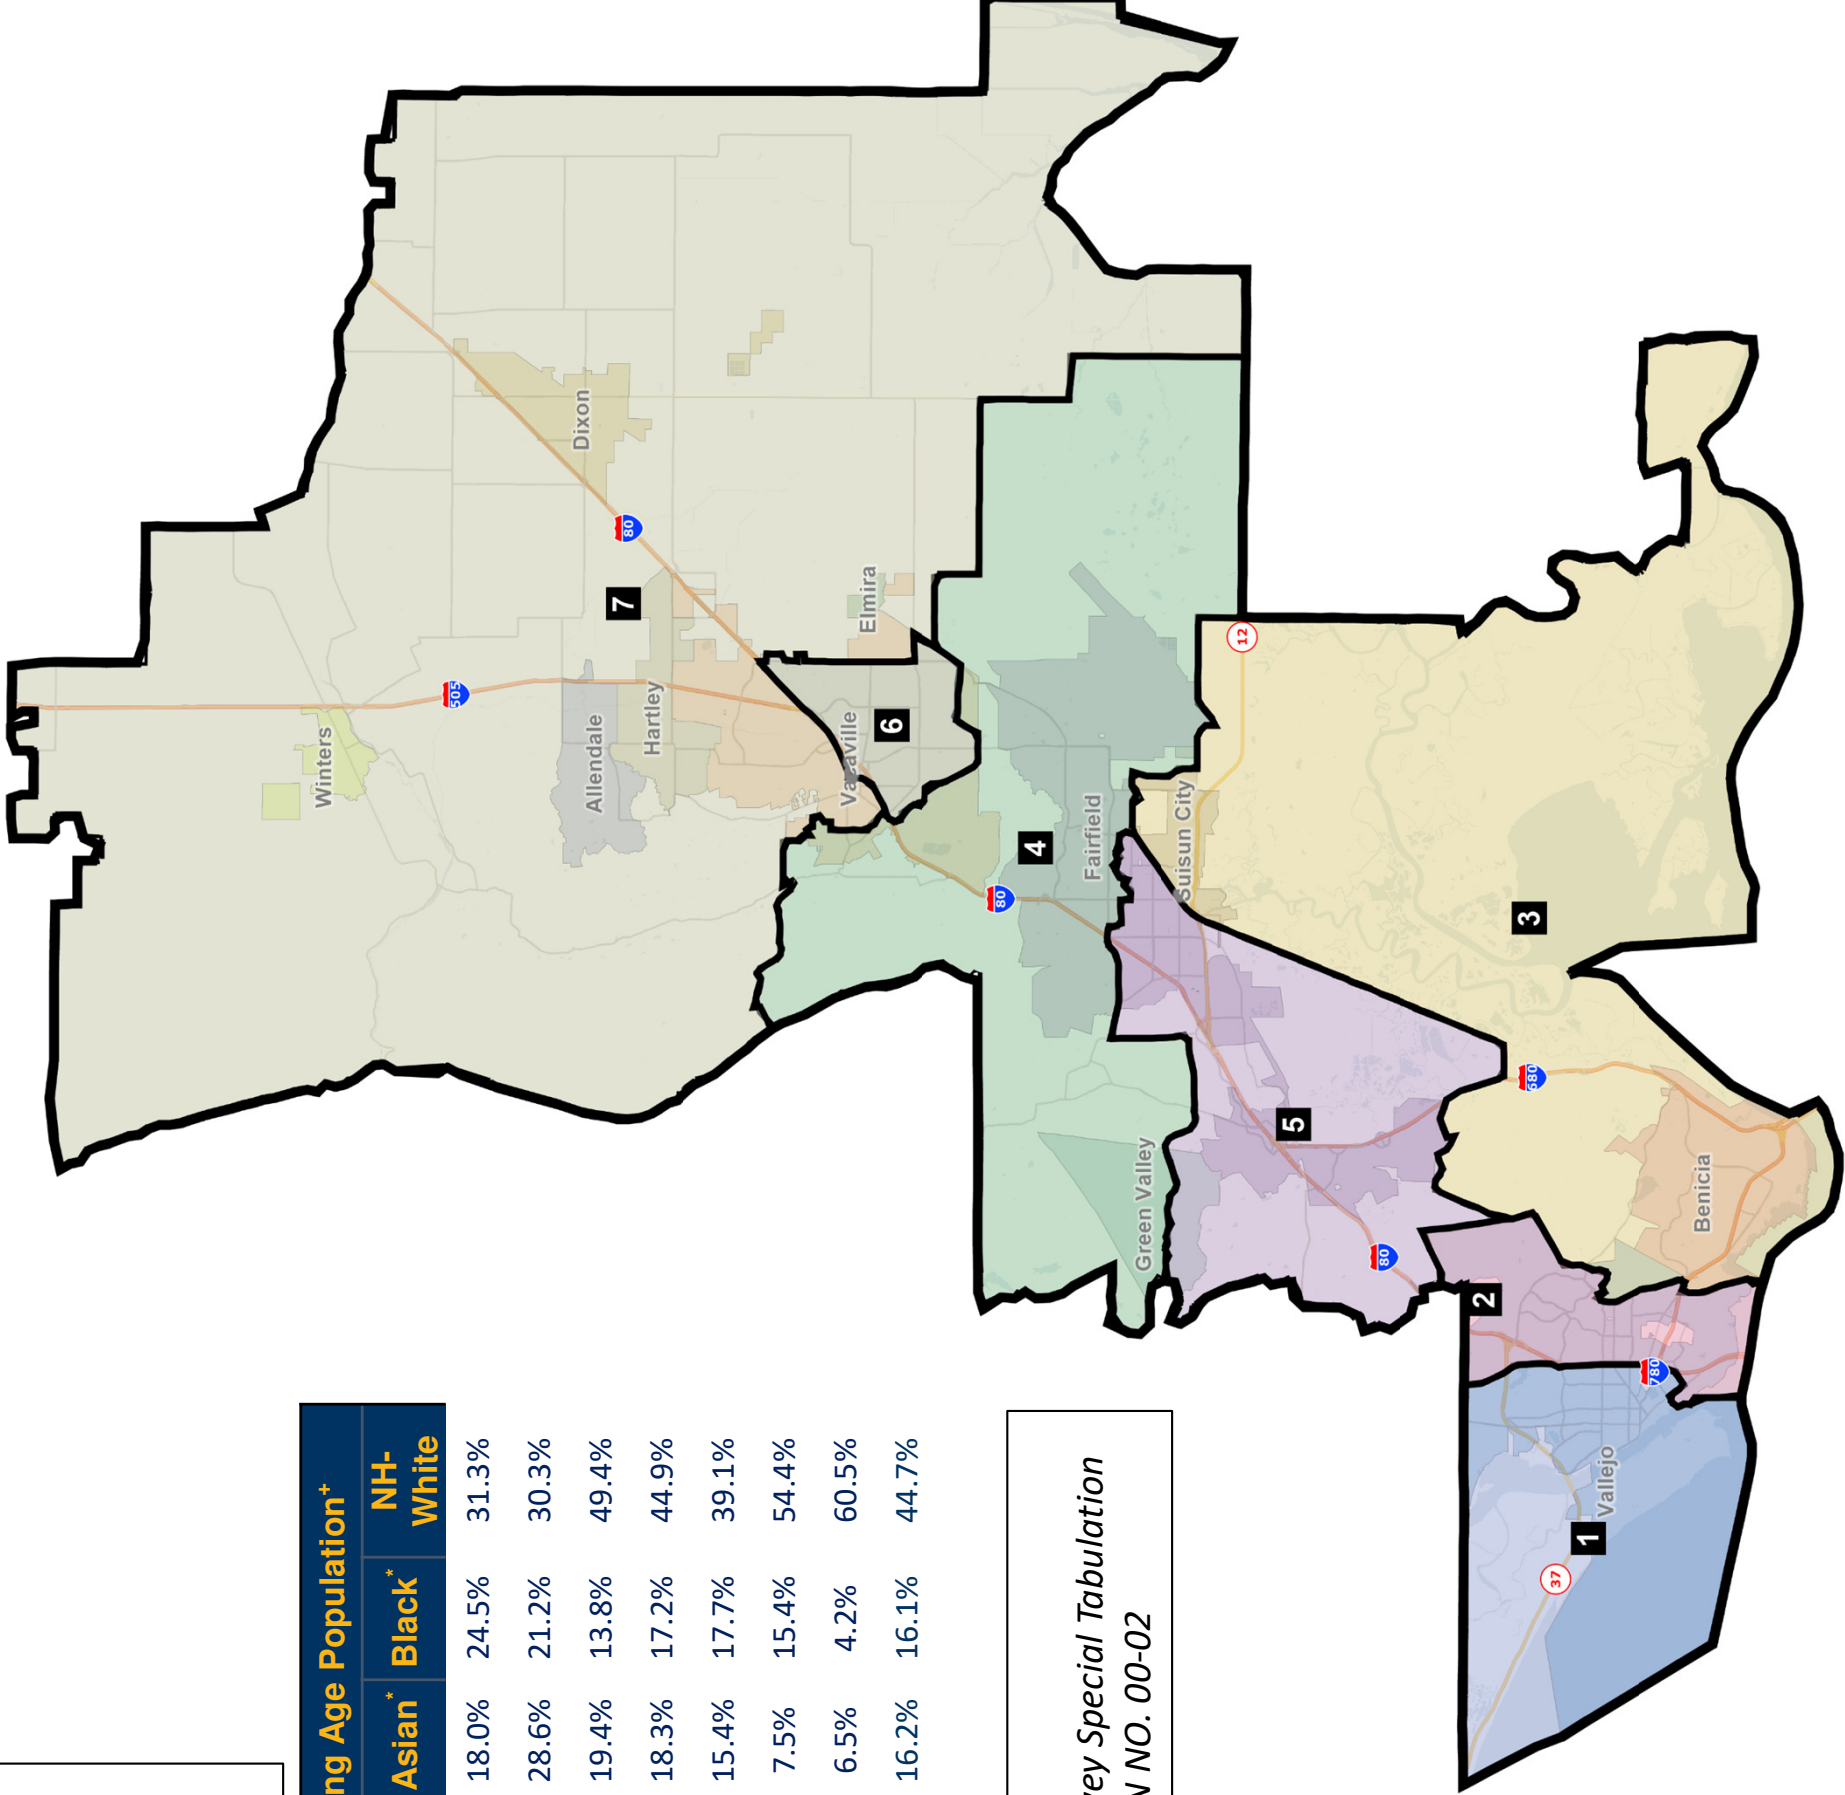 ng Age Population+
Asian* Black* NH-White
18.0% 24.5% 31.3%
28.6% 21.2% 30.3%
19.4% 13.8% 49.4%
18.3% 17.2% 44.9%
15.4% 17.7% 39.1%
7.5% 15.4% 54.4%
6.5% 4.2% 60.5%
16.2% 16.1% 44.7%
vey Special Tabulation
N NO. 00-02
Winters
505
Allendale
Hartley
7
80
Dixon
Vacaville
6
Elmira
80
4
Fairfield
Green Valley
Suisun City
12
5
80
3
680
Benicia
2
780
Vallejo
1
37